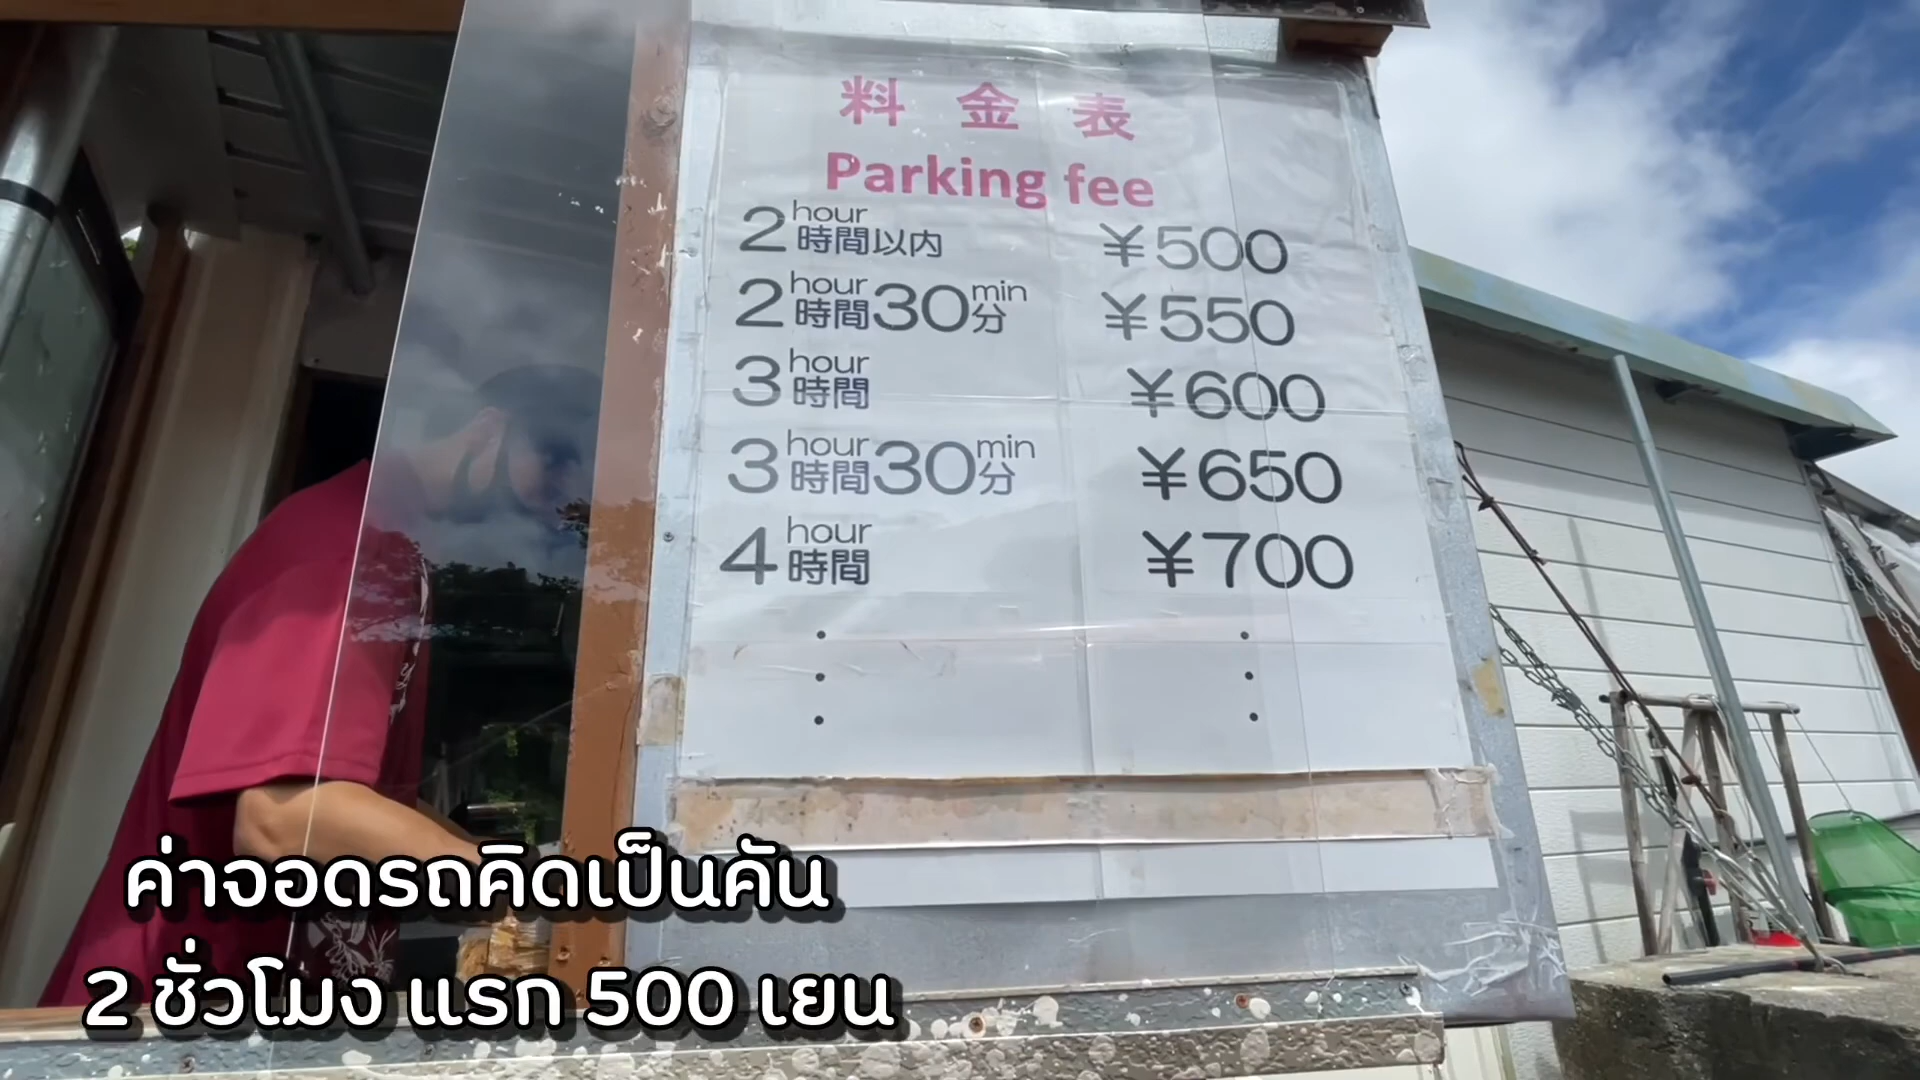 料金表
Parking fee
2 hour 時間以内 ¥500
2 hour 時間 30 min 分 ¥550
3 hour 時間 ¥600
3 hour 時間 30 min 分 ¥650
4 hour 時間 ¥700
ค่าจอดรถคิดเป็นคัน
2 ชั่วโมง แรก 500 เยน